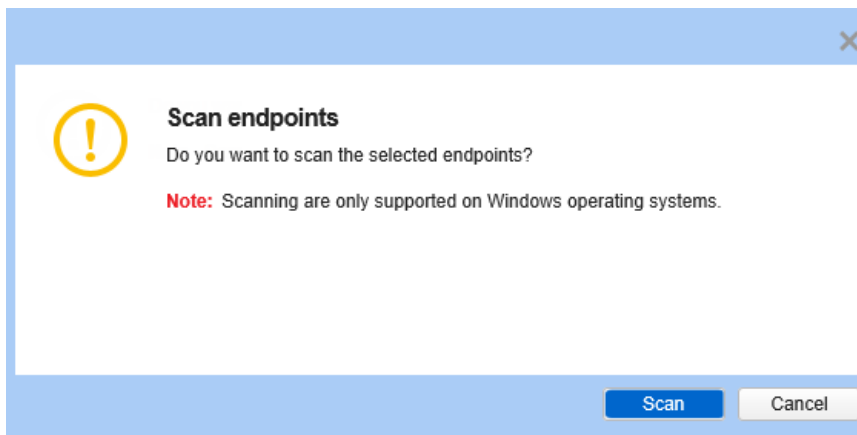 Scan endpoints
Do you want to scan the selected endpoints?
Note: Scanning are only supported on Windows operating systems.
Scan Cancel